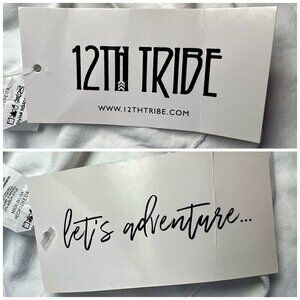 12TH TRIBE
WWW.12THTRIBE.COM
let's adventure...